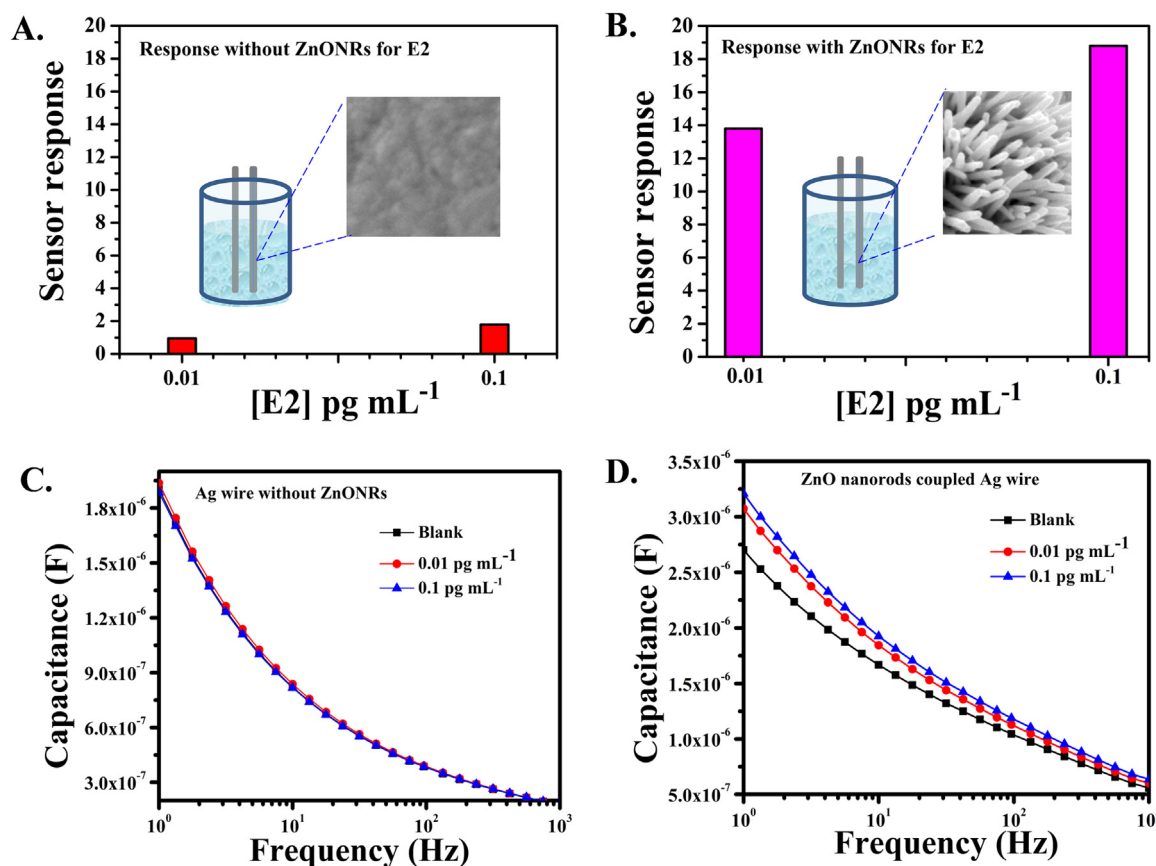 A.
Response without ZnONRs for E2
Sensor response
20
18
16
14
12
10
8
6
4
2
0
0.01
0.1
[E2] pg mL⁻¹
B.
Response with ZnONRs for E2
Sensor response
20
18
16
14
12
10
8
6
4
2
0
0.01
0.1
[E2] pg mL⁻¹
C.
Ag wire without ZnONRs
Blank
0.01 pg mL⁻¹
0.1 pg mL⁻¹
Capacitance (F)
1.8x10⁻⁶
1.5x10⁻⁶
1.2x10⁻⁶
9.0x10⁻⁷
6.0x10⁻⁷
3.0x10⁻⁷
10⁰ 10¹ 10² 10³
Frequency (Hz)
D.
ZnO nanorods coupled Ag wire
Blank
0.01 pg mL⁻¹
0.1 pg mL⁻¹
Capacitance (F)
3.5x10⁻⁶
3.0x10⁻⁶
2.5x10⁻⁶
2.0x10⁻⁶
1.5x10⁻⁶
1.0x10⁻⁶
5.0x10⁻⁷
10⁰ 10¹ 10² 10
Frequency (Hz)